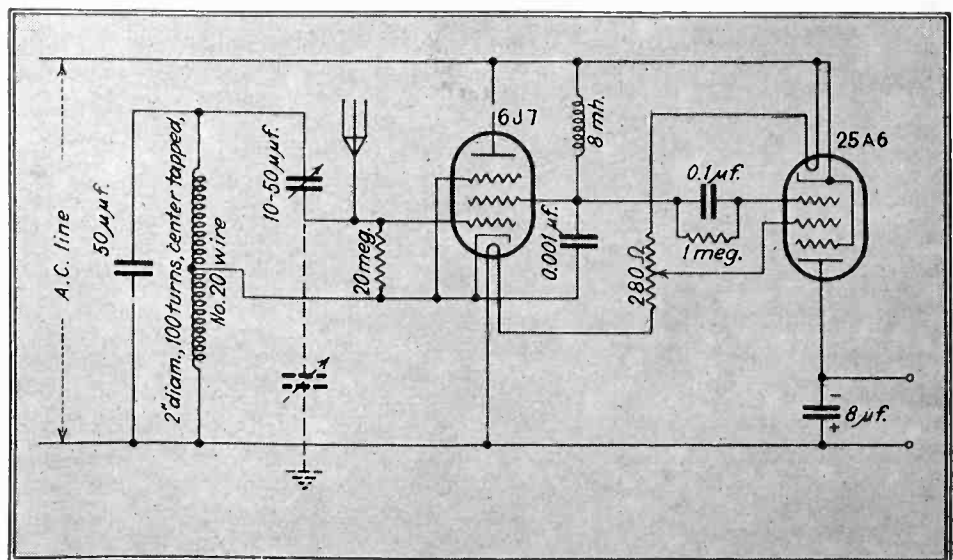 A.C. line
50 µµf.
2" diam., 100 turns, center tapped,
No. 20 wire
10-50 µµf.
20 meg.
6J7
8 mh.
0.001 µf.
280 Ω
0.1 µf.
1 meg.
25A6
-
+
8 µf.